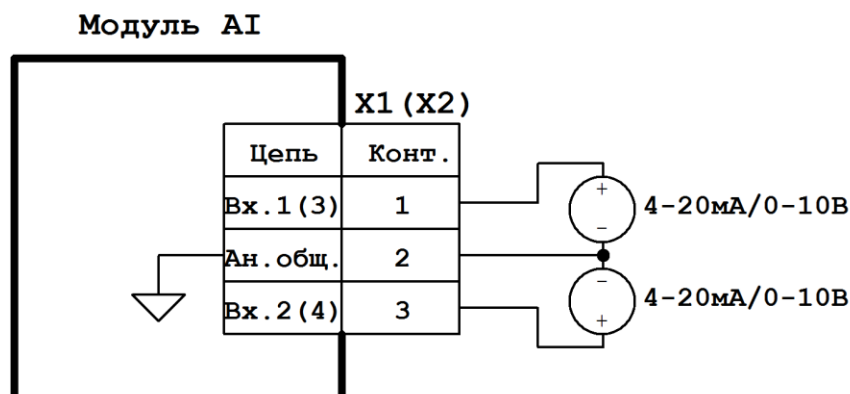 Модуль AI
X1(X2)
Цепь Конт.
Вх.1(3) 1
Ан.общ. 2
Вх.2(4) 3
+
4-20мА/0-10В
-
-
4-20мА/0-10В
+